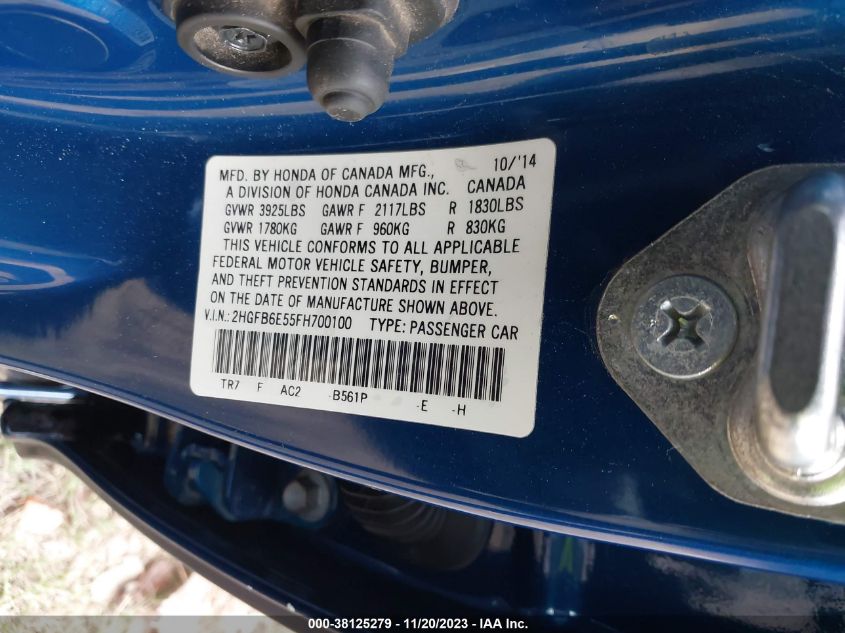 MFD. BY HONDA OF CANADA MFG., 10/'14
A DIVISION OF HONDA CANADA INC. CANADA
GVWR 3925LBS GAWR F 2117LBS R 1830LBS
GVWR 1780KG GAWR F 960KG R 830KG
THIS VEHICLE CONFORMS TO ALL APPLICABLE
FEDERAL MOTOR VEHICLE SAFETY, BUMPER,
AND THEFT PREVENTION STANDARDS IN EFFECT
ON THE DATE OF MANUFACTURE SHOWN ABOVE.
V.I.N.: 2HGFB6E55FH700100 TYPE: PASSENGER CAR
TR7 F AC2 -B561P -E -H
000-38125279 - 11/20/2023 - IAA Inc.